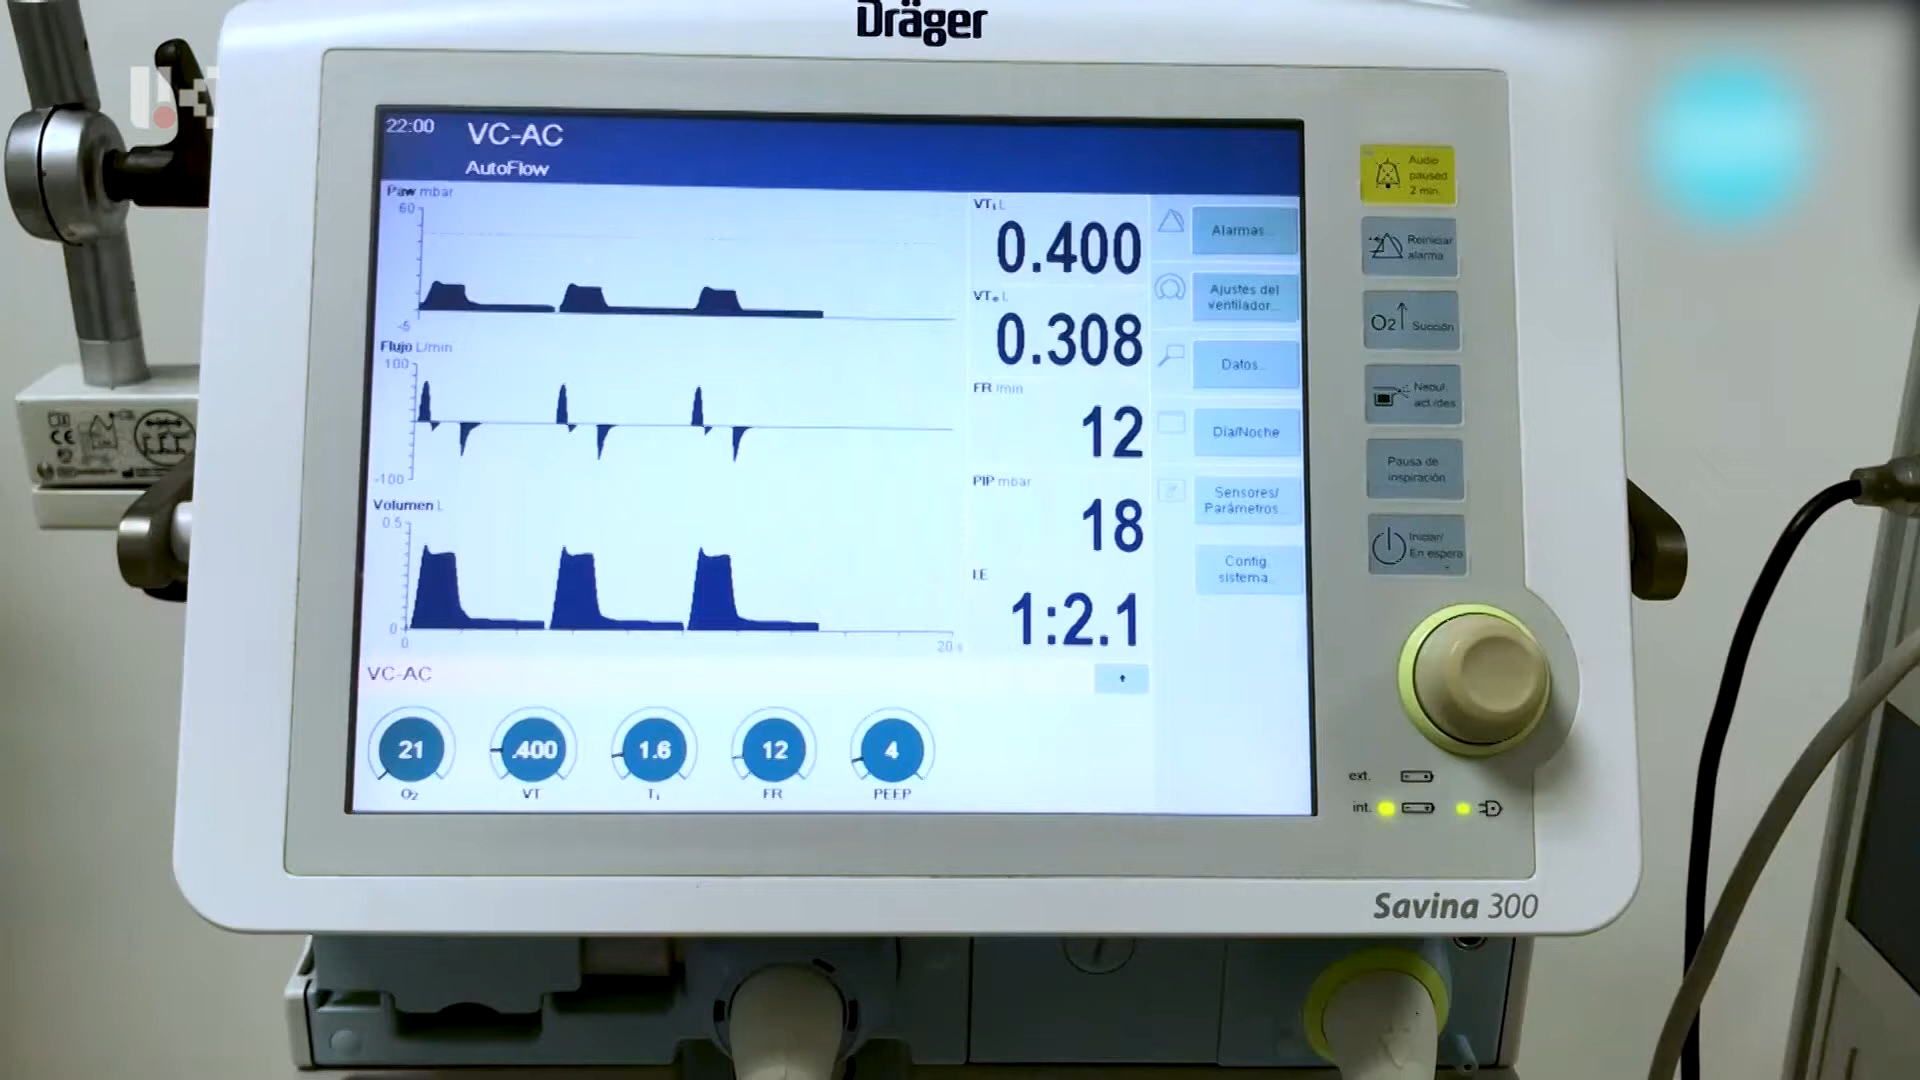 Dräger
22:00
VC-AC
AutoFlow
Paw mbar
60
-5
Flujo L/min
100
-100
Volumen L
0.5
0
0
20 s
VTi L
0.400
VTe L
0.308
FR /min
12
PIP mbar
18
I:E
1:2.1
VC-AC
21
.400
1.6
12
4
O2
VT
Ti
FR
PEEP
Alarmas...
Ajustes del
ventilador...
Datos...
Día/Noche
Sensores/
Parámetros...
Config.
sistema...
Audio
paused
2 min.
Reiniciar
alarma
O2↑ Succión
Nebul.
act./des
Pausa de
inspiración
Iniciar/
En espera
ext.
int.
Savina 300
CE